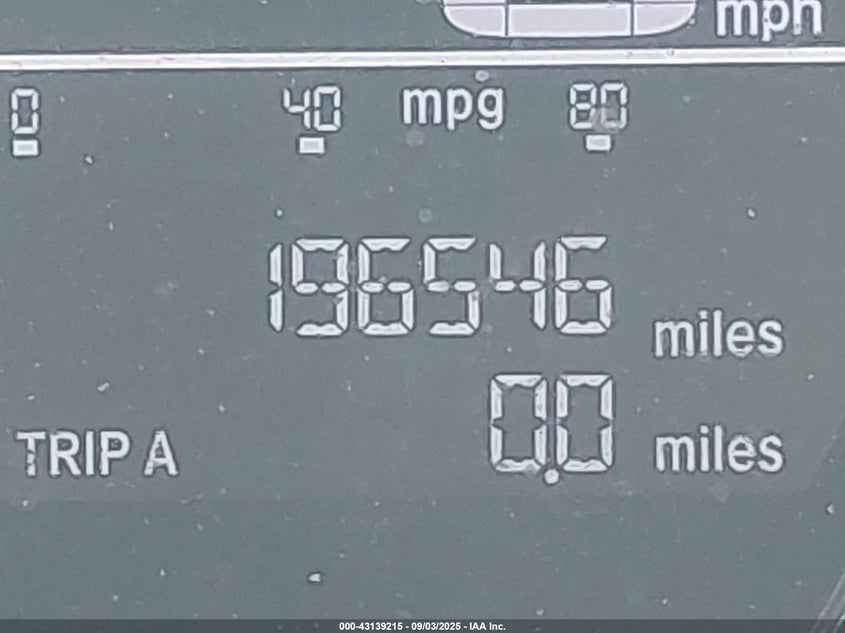 mph
0 40 mpg 80
196546 miles
TRIP A 0.0 miles
000-43139215 - 09/03/2025 - IAA Inc.